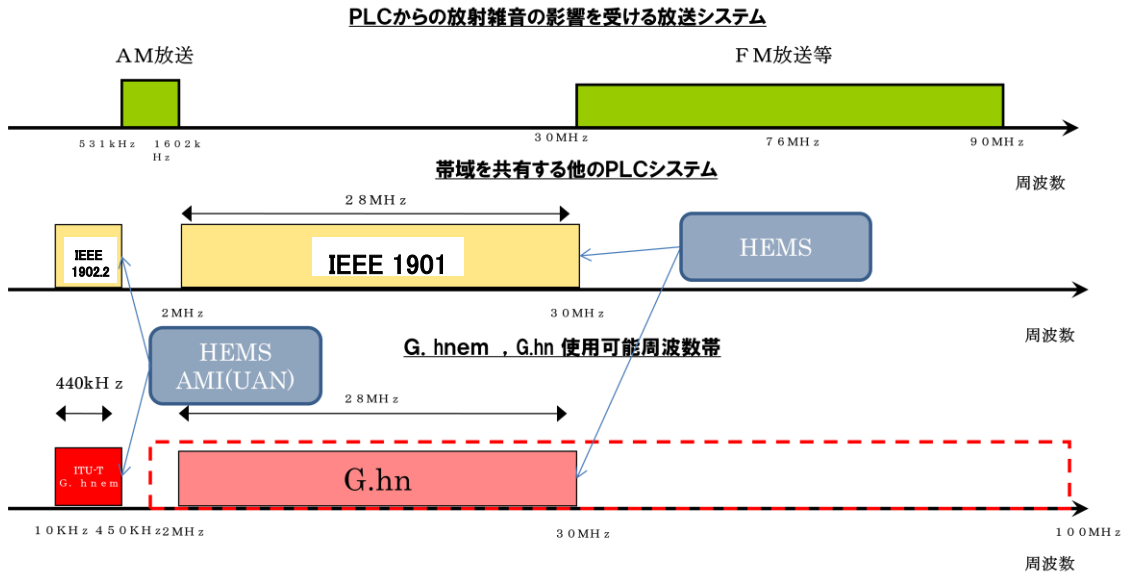 PLCからの放射雑音の影響を受ける放送システム
AM放送
FM放送等
531kHz
1602k
Hz
30MHz
76MHz
90MHz
周波数
帯域を共有する他のPLCシステム
28MHz
IEEE
1902.2
IEEE 1901
HEMS
2MHz
30MHz
周波数
G. hnem , G.hn 使用可能周波数帯
HEMS
AMI(UAN)
440kHz
28MHz
ITU-T
G. hnem
G.hn
10KHz
450KHz
2MHz
30MHz
100MHz
周波数